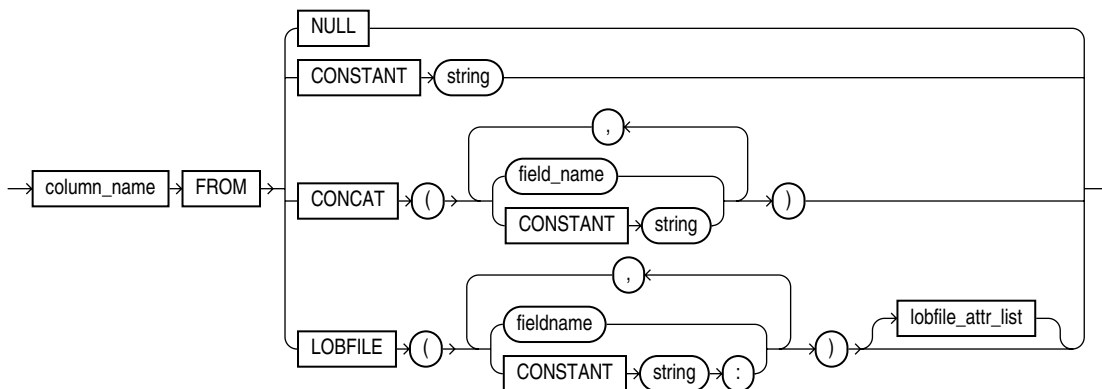 NULL
CONSTANT string
,
field_name
column_name FROM CONCAT ( )
CONSTANT string
,
fieldname lobfile_attr_list
LOBFILE ( )
CONSTANT string :